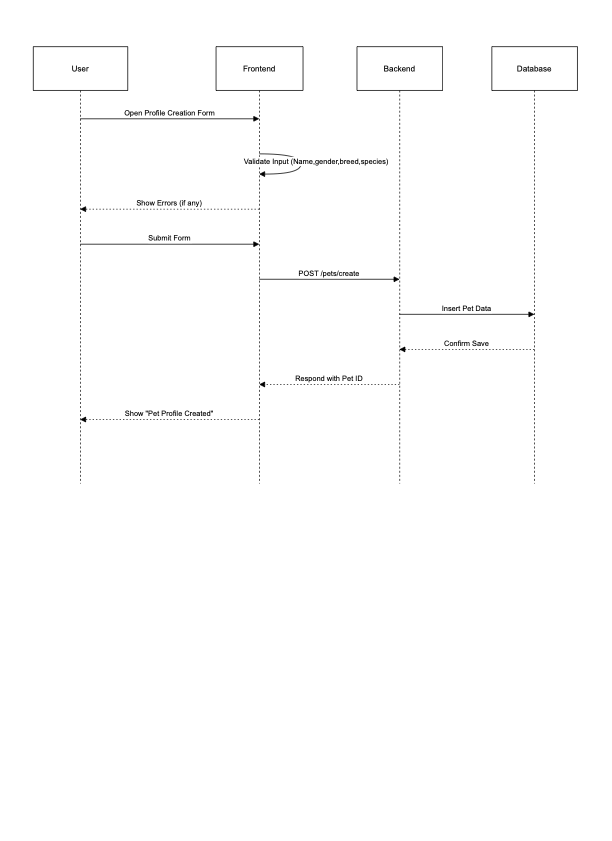 User
Frontend
Backend
Database
Open Profile Creation Form
Validate Input (Name,gender,breed,species)
Show Errors (if any)
Submit Form
POST /pets/create
Insert Pet Data
Confirm Save
Respond with Pet ID
Show "Pet Profile Created"